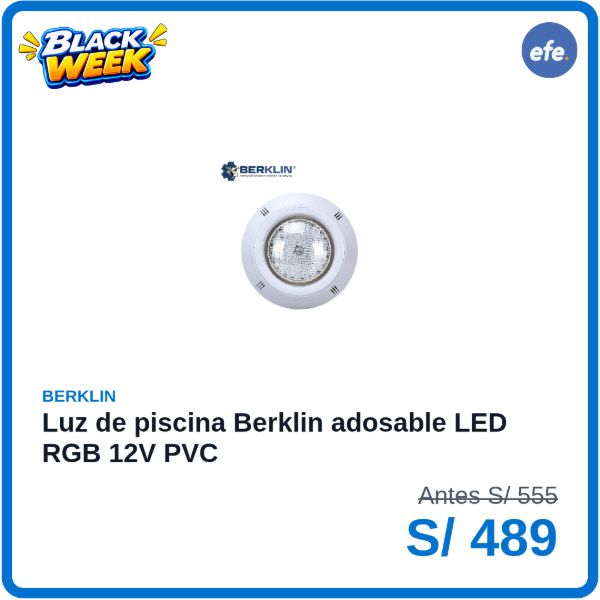 BLACK
WEEK
efe.
BERKLIN®
BERKLIN
Luz de piscina Berklin adosable LED
RGB 12V PVC
Antes S/ 555
S/ 489